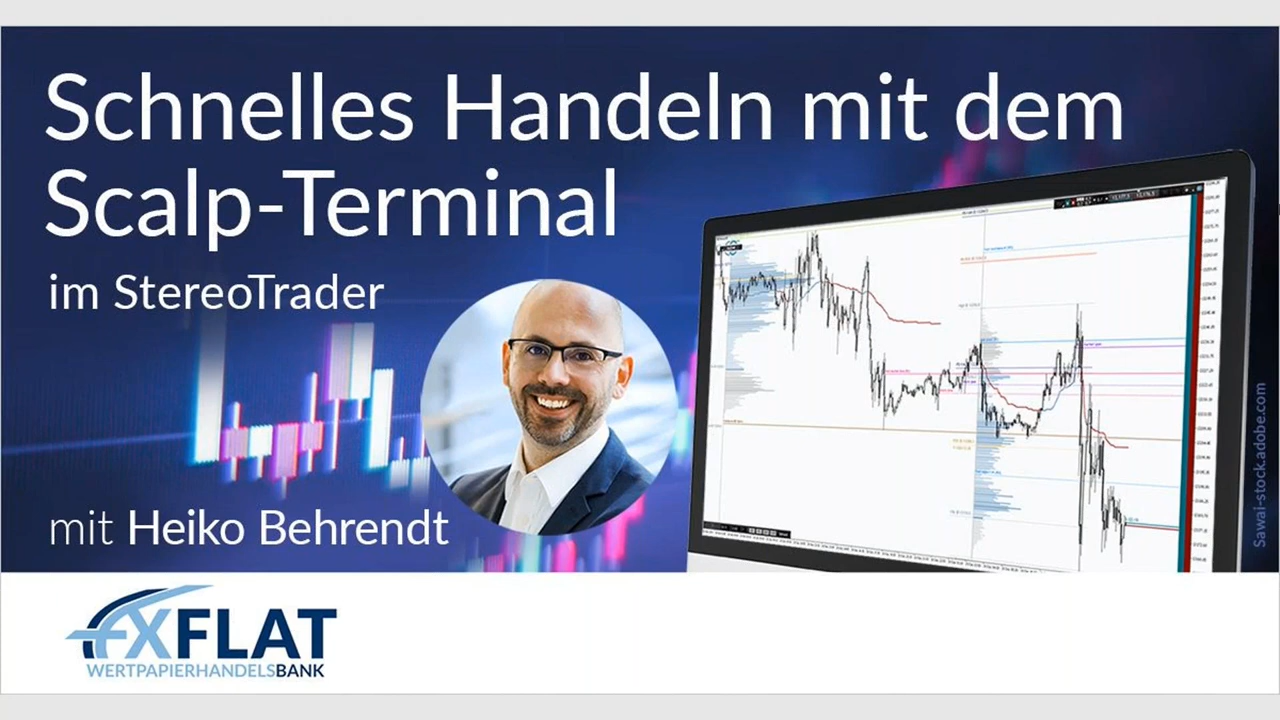 Schnelles Handeln mit dem
Scalp-Terminal
im StereoTrader
mit Heiko Behrendt
Sawai-stock.adobe.com
FXFLAT
WERTPAPIERHANDELSBANK